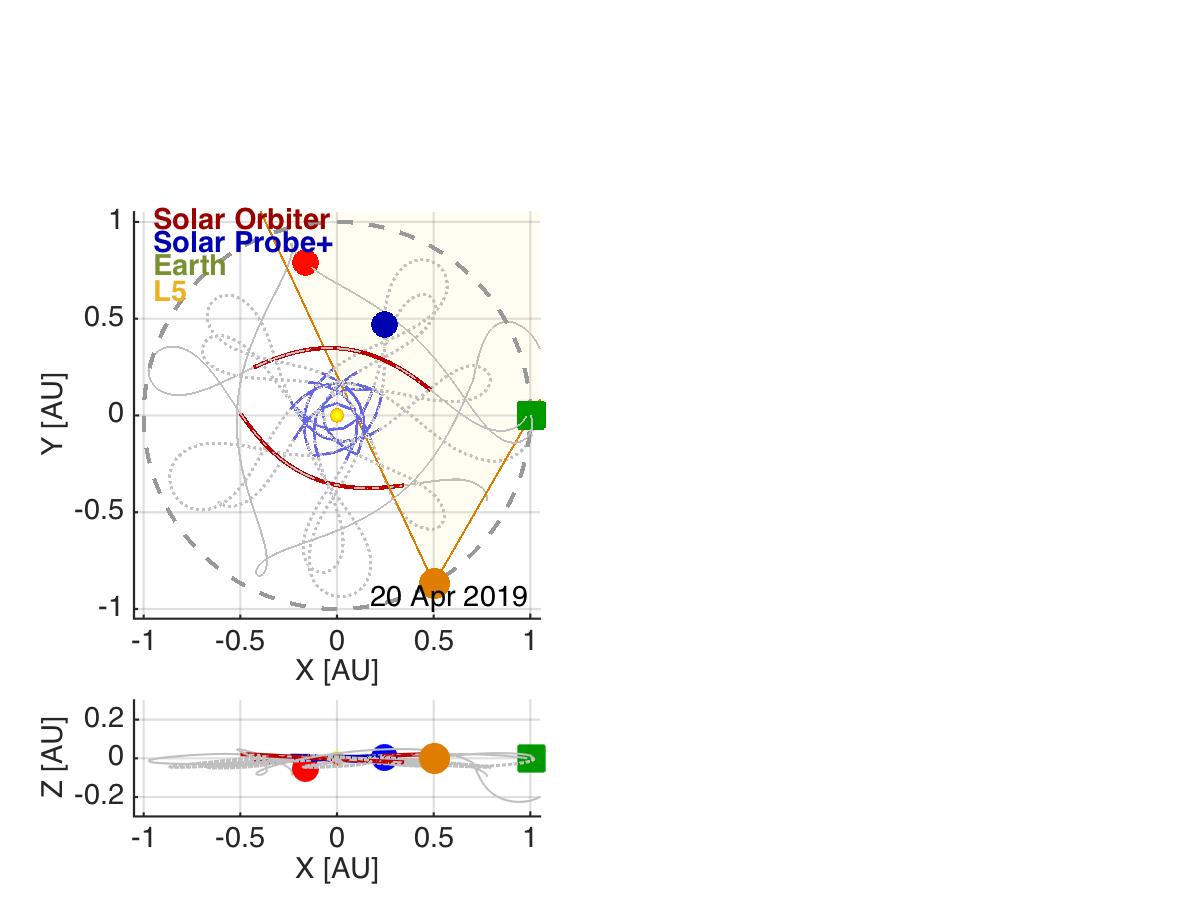 Solar Orbiter
Solar Probe+
Earth
L5
1
0.5
0
-0.5
-1
Y [AU]
20 Apr 2019
-1 -0.5 0 0.5 1
X [AU]
0.2
0
-0.2
Z [AU]
-1 -0.5 0 0.5 1
X [AU]